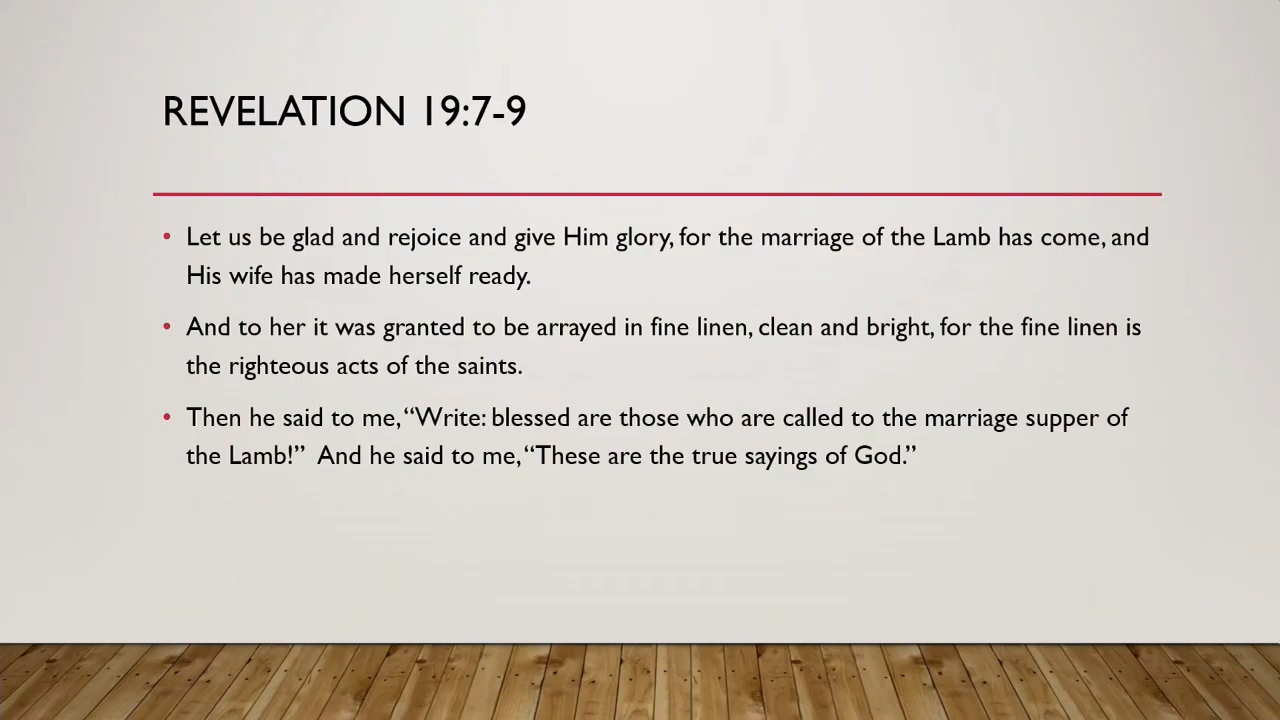 REVELATION 19:7-9
• Let us be glad and rejoice and give Him glory, for the marriage of the Lamb has come, and
His wife has made herself ready.
• And to her it was granted to be arrayed in fine linen, clean and bright, for the fine linen is
the righteous acts of the saints.
• Then he said to me, “Write: blessed are those who are called to the marriage supper of
the Lamb!”  And he said to me, “These are the true sayings of God.”